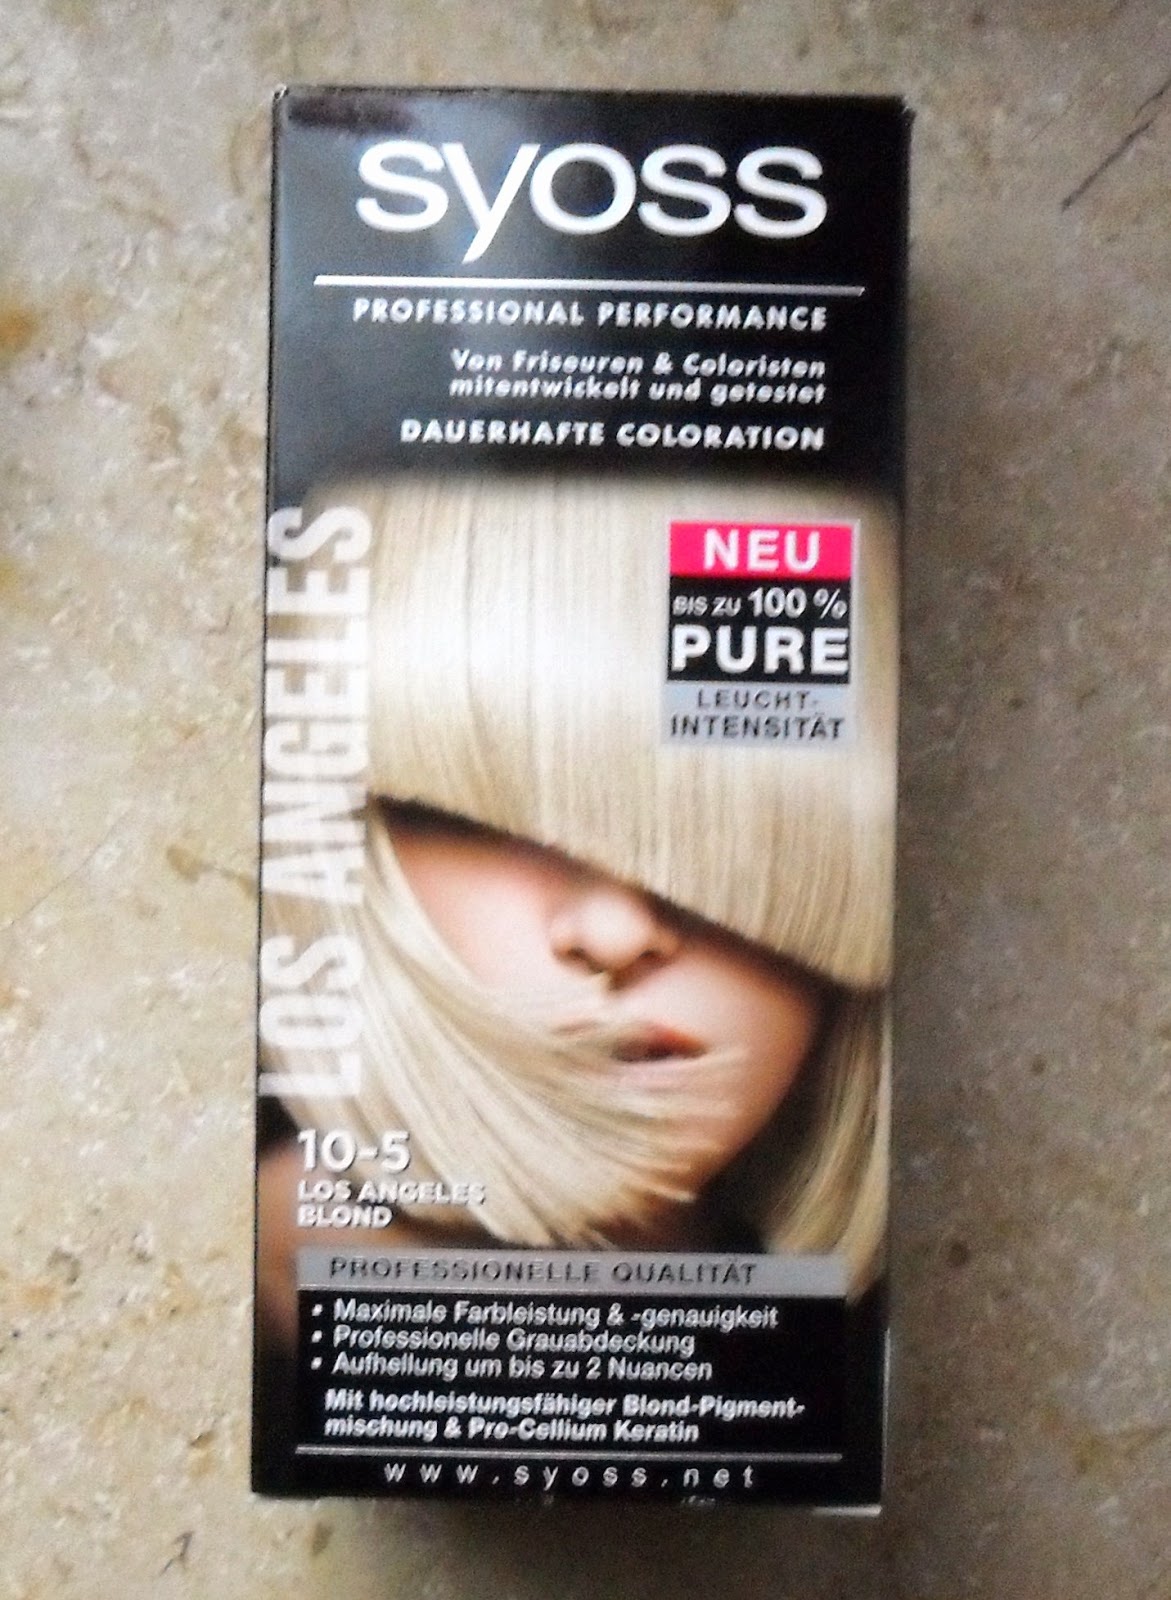 syoss
PROFESSIONAL PERFORMANCE
Von Friseuren & Coloristen
mitentwickelt und getestet
DAUERHAFTE COLORATION
NEU
BIS ZU 100 %
PURE
LEUCHT-
INTENSITÄT
LOS ANGELES
10-5
LOS ANGELES
BLOND
PROFESSIONELLE QUALITÄT
• Maximale Farbleistung & -genauigkeit
• Professionelle Grauabdeckung
• Aufhellung um bis zu 2 Nuancen
Mit hochleistungsfähiger Blond-Pigment-
mischung & Pro-Cellium Keratin
www.syoss.net